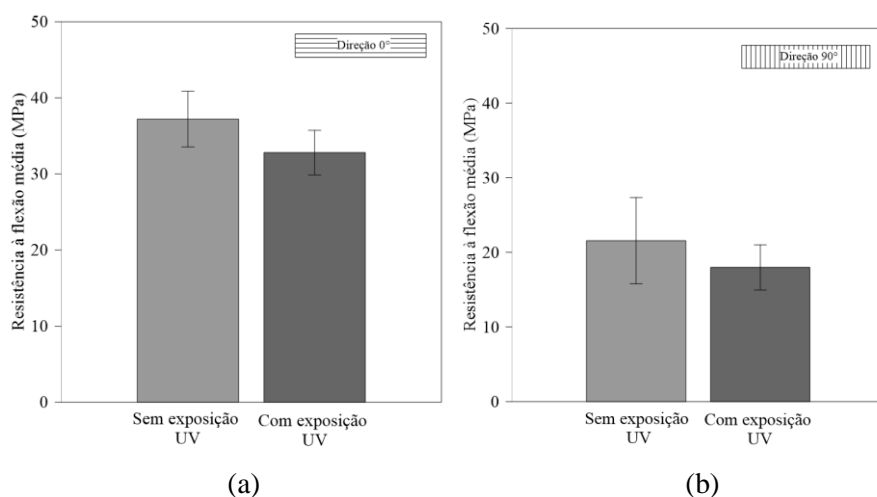 50
40
30
20
10
0
Resistência à flexão média (MPa)
Direção 0°
Sem exposição
UV
Com exposição
UV
(a)
50
40
30
20
10
0
Resistência à flexão média (MPa)
Direção 90°
Sem exposição
UV
Com exposição
UV
(b)